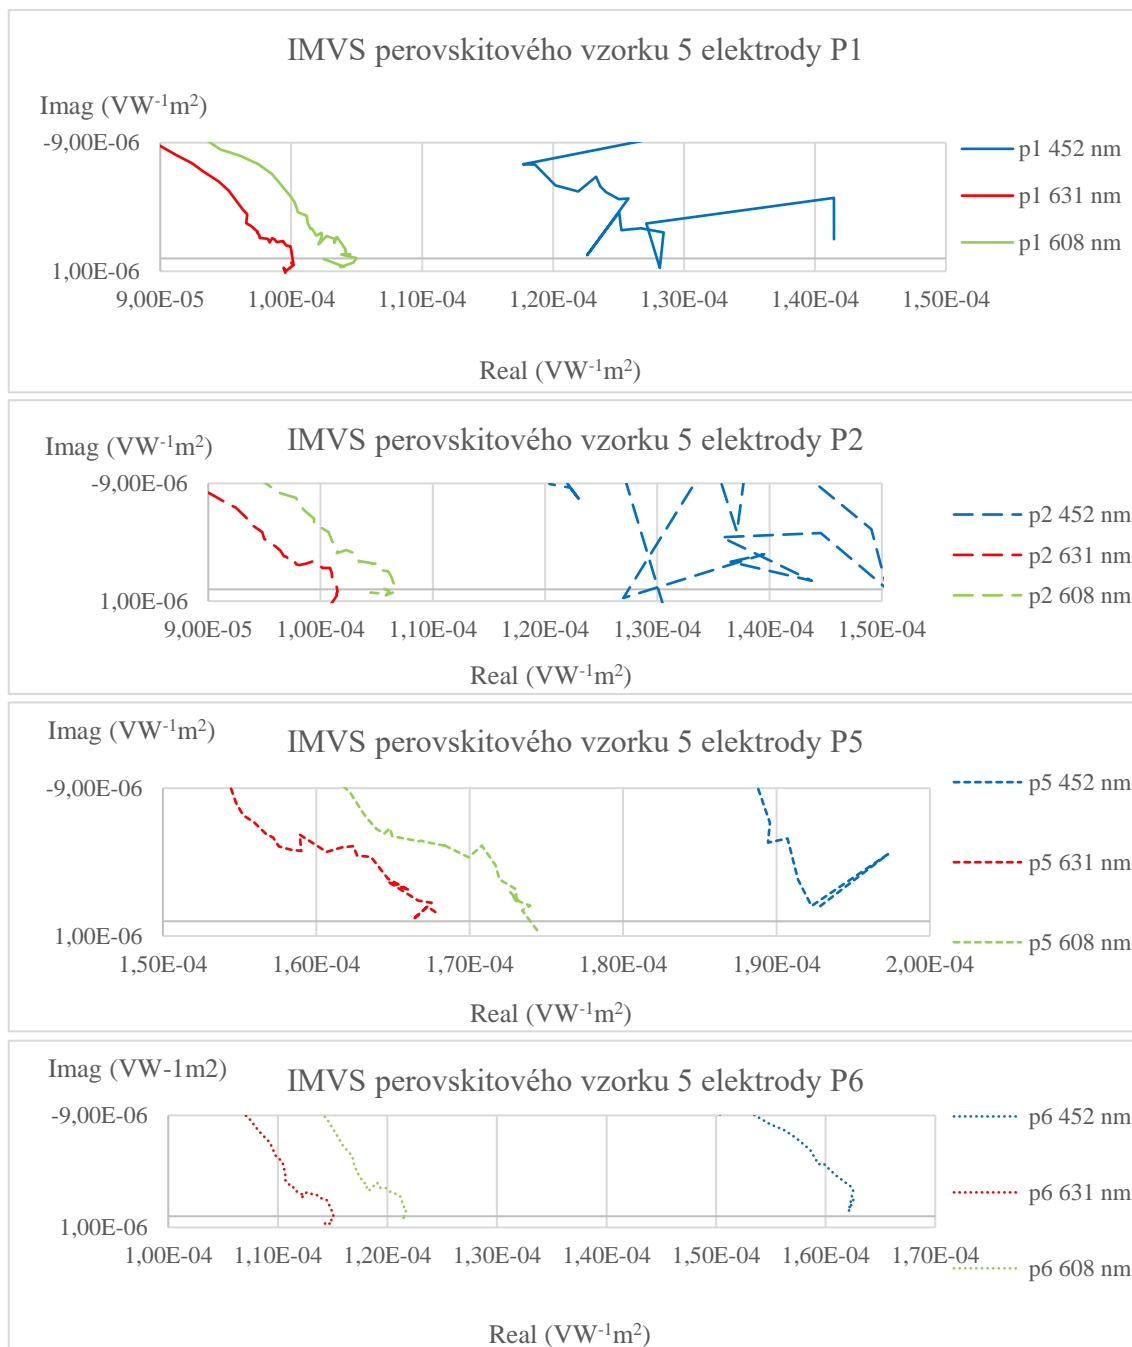 IMVS perovskitového vzorku 5 elektrody P1
Imag (VW⁻¹m²)
-9,00E-06
1,00E-06
9,00E-05 1,00E-04 1,10E-04 1,20E-04 1,30E-04 1,40E-04 1,50E-04
Real (VW⁻¹m²)
p1 452 nm
p1 631 nm
p1 608 nm
IMVS perovskitového vzorku 5 elektrody P2
Imag (VW⁻¹m²)
-9,00E-06
1,00E-06
9,00E-05 1,00E-04 1,10E-04 1,20E-04 1,30E-04 1,40E-04 1,50E-04
Real (VW⁻¹m²)
p2 452 nm
p2 631 nm
p2 608 nm
IMVS perovskitového vzorku 5 elektrody P5
Imag (VW⁻¹m²)
-9,00E-06
1,00E-06
1,50E-04 1,60E-04 1,70E-04 1,80E-04 1,90E-04 2,00E-04
Real (VW⁻¹m²)
p5 452 nm
p5 631 nm
p5 608 nm
IMVS perovskitového vzorku 5 elektrody P6
Imag (VW-1m2)
-9,00E-06
1,00E-06
1,00E-04 1,10E-04 1,20E-04 1,30E-04 1,40E-04 1,50E-04 1,60E-04 1,70E-04
Real (VW⁻¹m²)
p6 452 nm
p6 631 nm
p6 608 nm